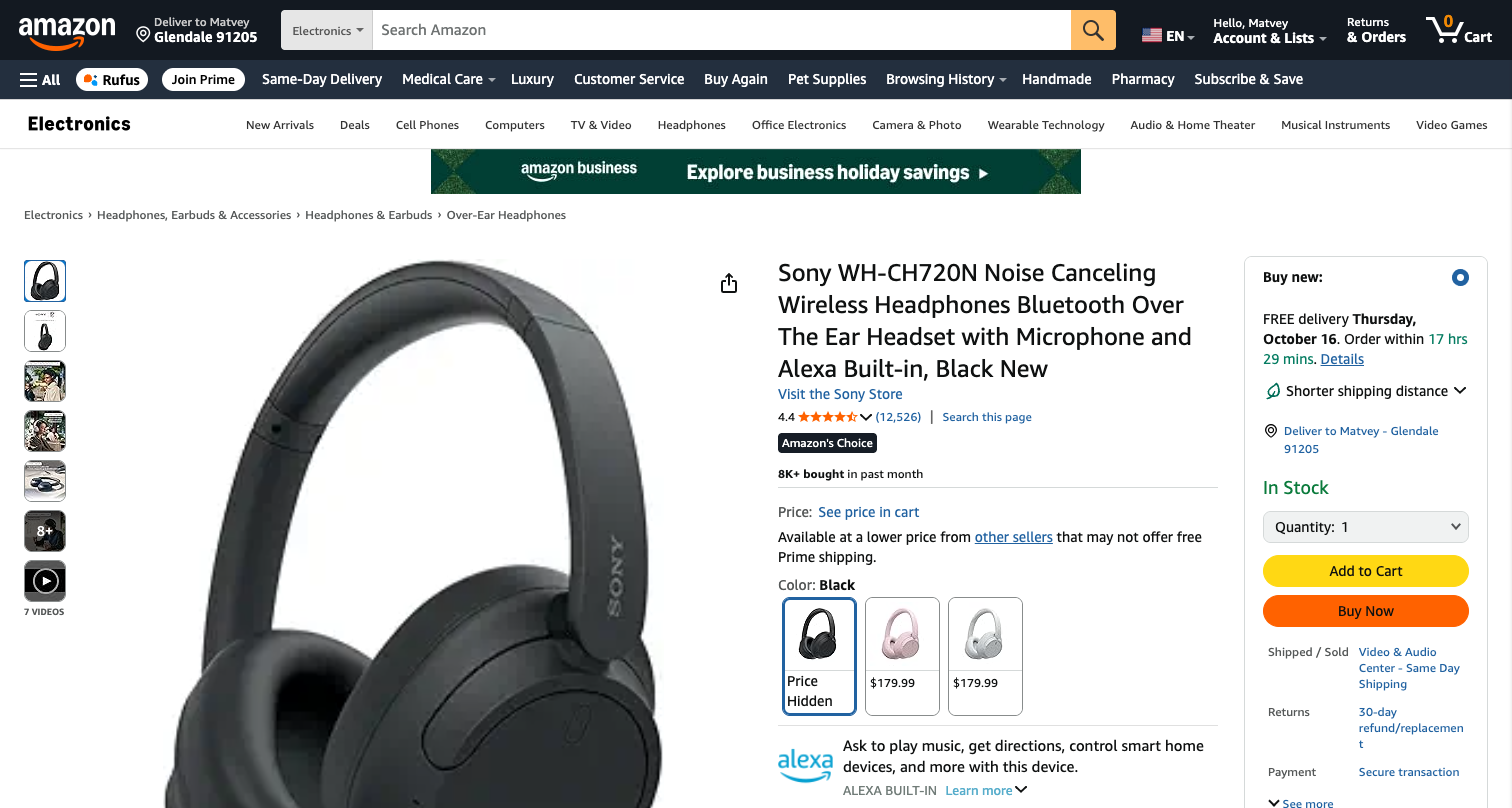 amazon
Deliver to Matvey
Glendale 91205
Electronics
Search Amazon
EN
Hello, Matvey
Account & Lists
Returns
& Orders
0
Cart
All
Rufus
Join Prime
Same-Day Delivery
Medical Care
Luxury
Customer Service
Buy Again
Pet Supplies
Browsing History
Handmade
Pharmacy
Subscribe & Save
Electronics
New Arrivals
Deals
Cell Phones
Computers
TV & Video
Headphones
Office Electronics
Camera & Photo
Wearable Technology
Audio & Home Theater
Musical Instruments
Video Games
amazon business
Explore business holiday savings
Electronics › Headphones, Earbuds & Accessories › Headphones & Earbuds › Over-Ear Headphones
8+
7 VIDEOS
SONY
Sony WH-CH720N Noise Canceling
Wireless Headphones Bluetooth Over
The Ear Headset with Microphone and
Alexa Built-in, Black New
Visit the Sony Store
4.4 (12,526) | Search this page
Amazon's Choice
8K+ bought in past month
Price: See price in cart
Available at a lower price from other sellers that may not offer free
Prime shipping.
Color: Black
Price
Hidden
$179.99
$179.99
alexa
Ask to play music, get directions, control smart home
devices, and more with this device.
ALEXA BUILT-IN Learn more
Buy new:
FREE delivery Thursday,
October 16. Order within 17 hrs
29 mins. Details
Shorter shipping distance
Deliver to Matvey - Glendale
91205
In Stock
Quantity: 1
Add to Cart
Buy Now
Shipped / Sold
Video & Audio
Center - Same Day
Shipping
Returns
30-day
refund/replacemen
t
Payment
Secure transaction
See more